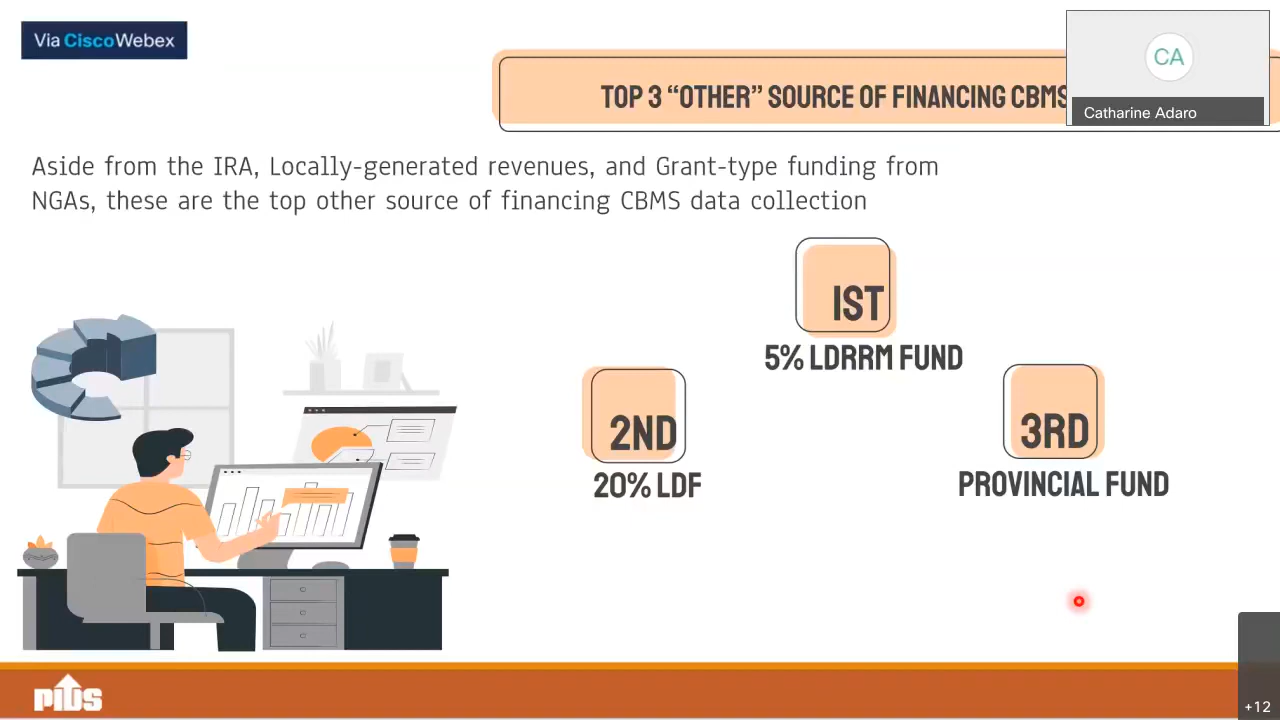 Via CiscoWebex
TOP 3 “OTHER” SOURCE OF FINANCING CBMS
CA
Catharine Adaro
Aside from the IRA, Locally-generated revenues, and Grant-type funding from
NGAs, these are the top other source of financing CBMS data collection
1ST
5% LDRRM FUND
2ND
20% LDF
3RD
PROVINCIAL FUND
PIDS
+12